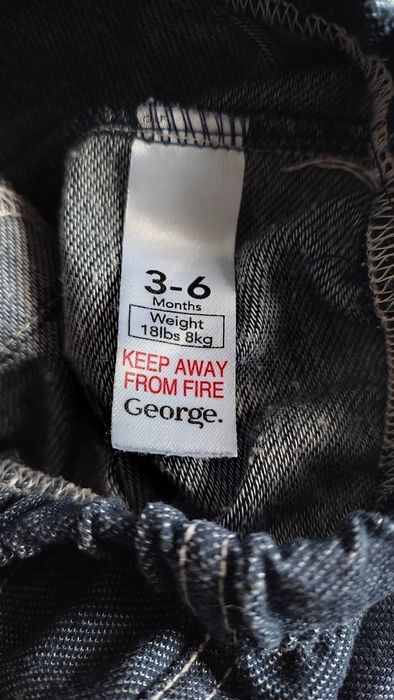 3-6
Months
Weight
18lbs 8kg
KEEP AWAY
FROM FIRE
George.